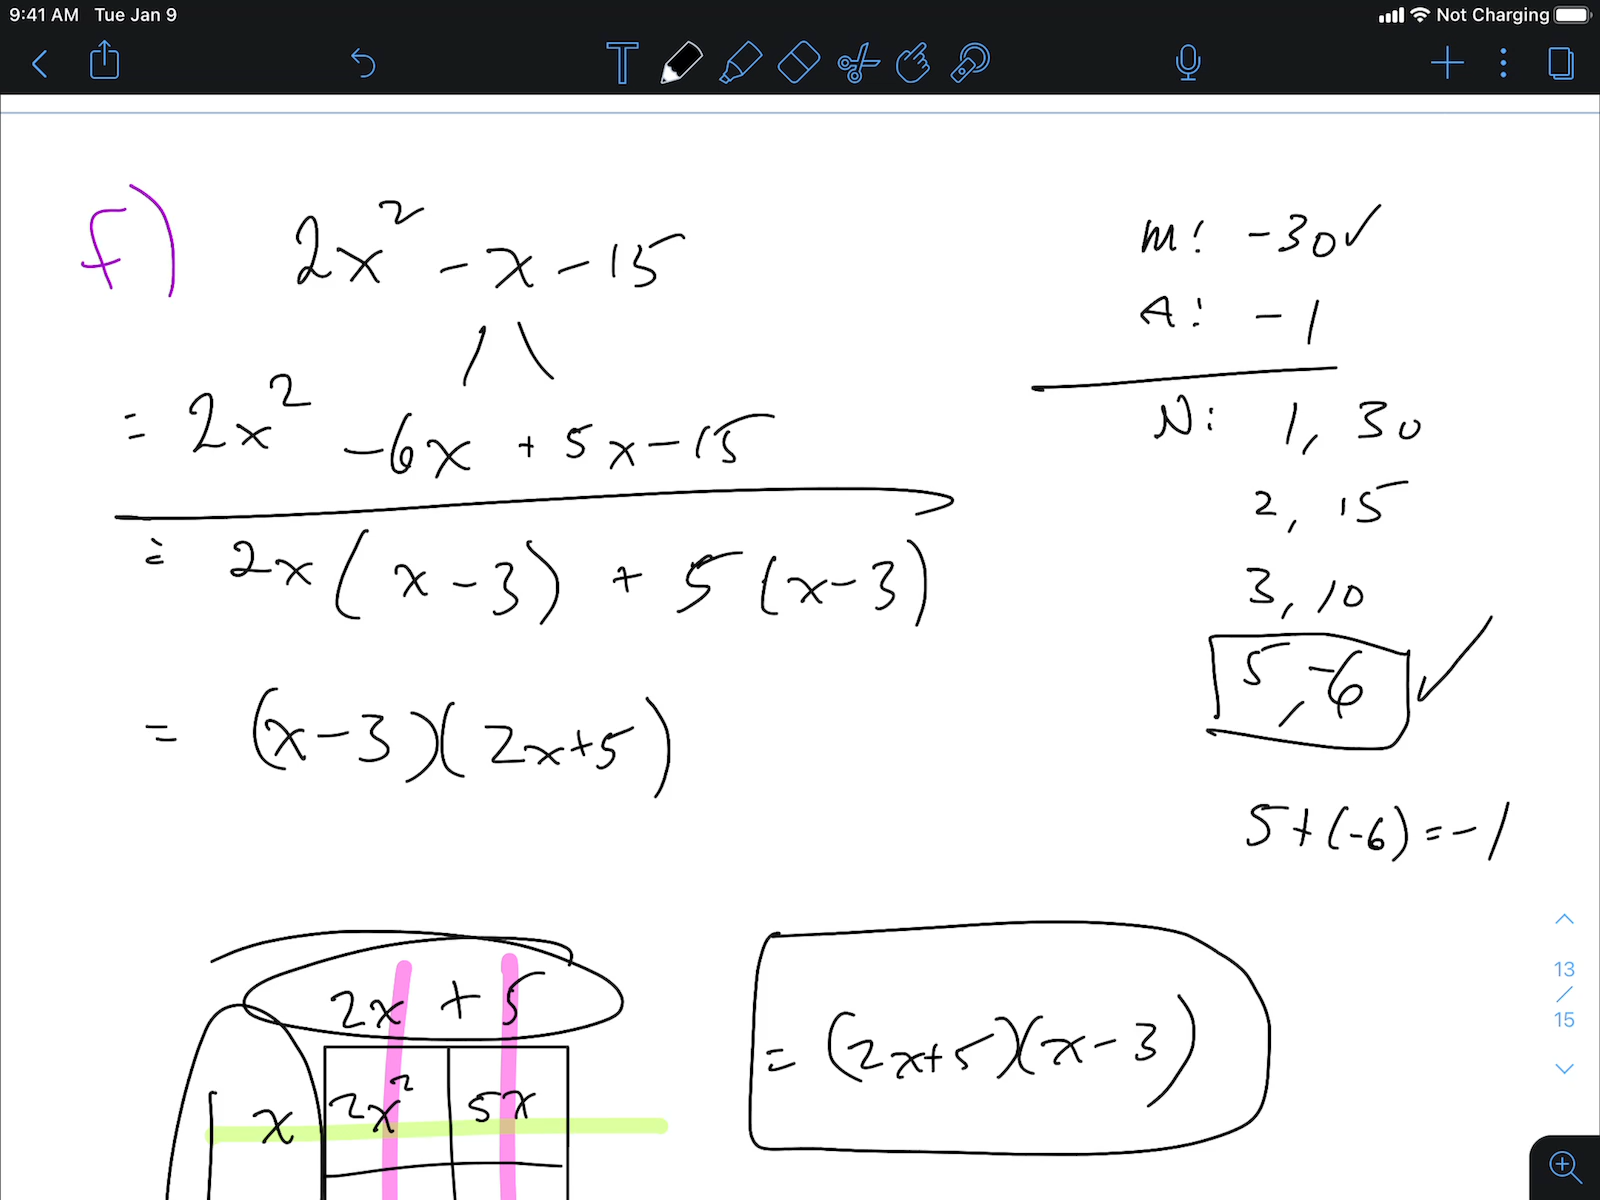 9:41 AM Tue Jan 9
Not Charging
f)
2x² - x - 15
= 2x² - 6x + 5x - 15
= 2x(x - 3) + 5(x - 3)
= (x - 3)(2x + 5)
M: -30 ✓
A: -1
N: 1, 30
2, 15
3, 10
5, -6 ✓
5 + (-6) = -1
13
/
15
2x + 5
x 2x² 5x
= (2x + 5)(x - 3)